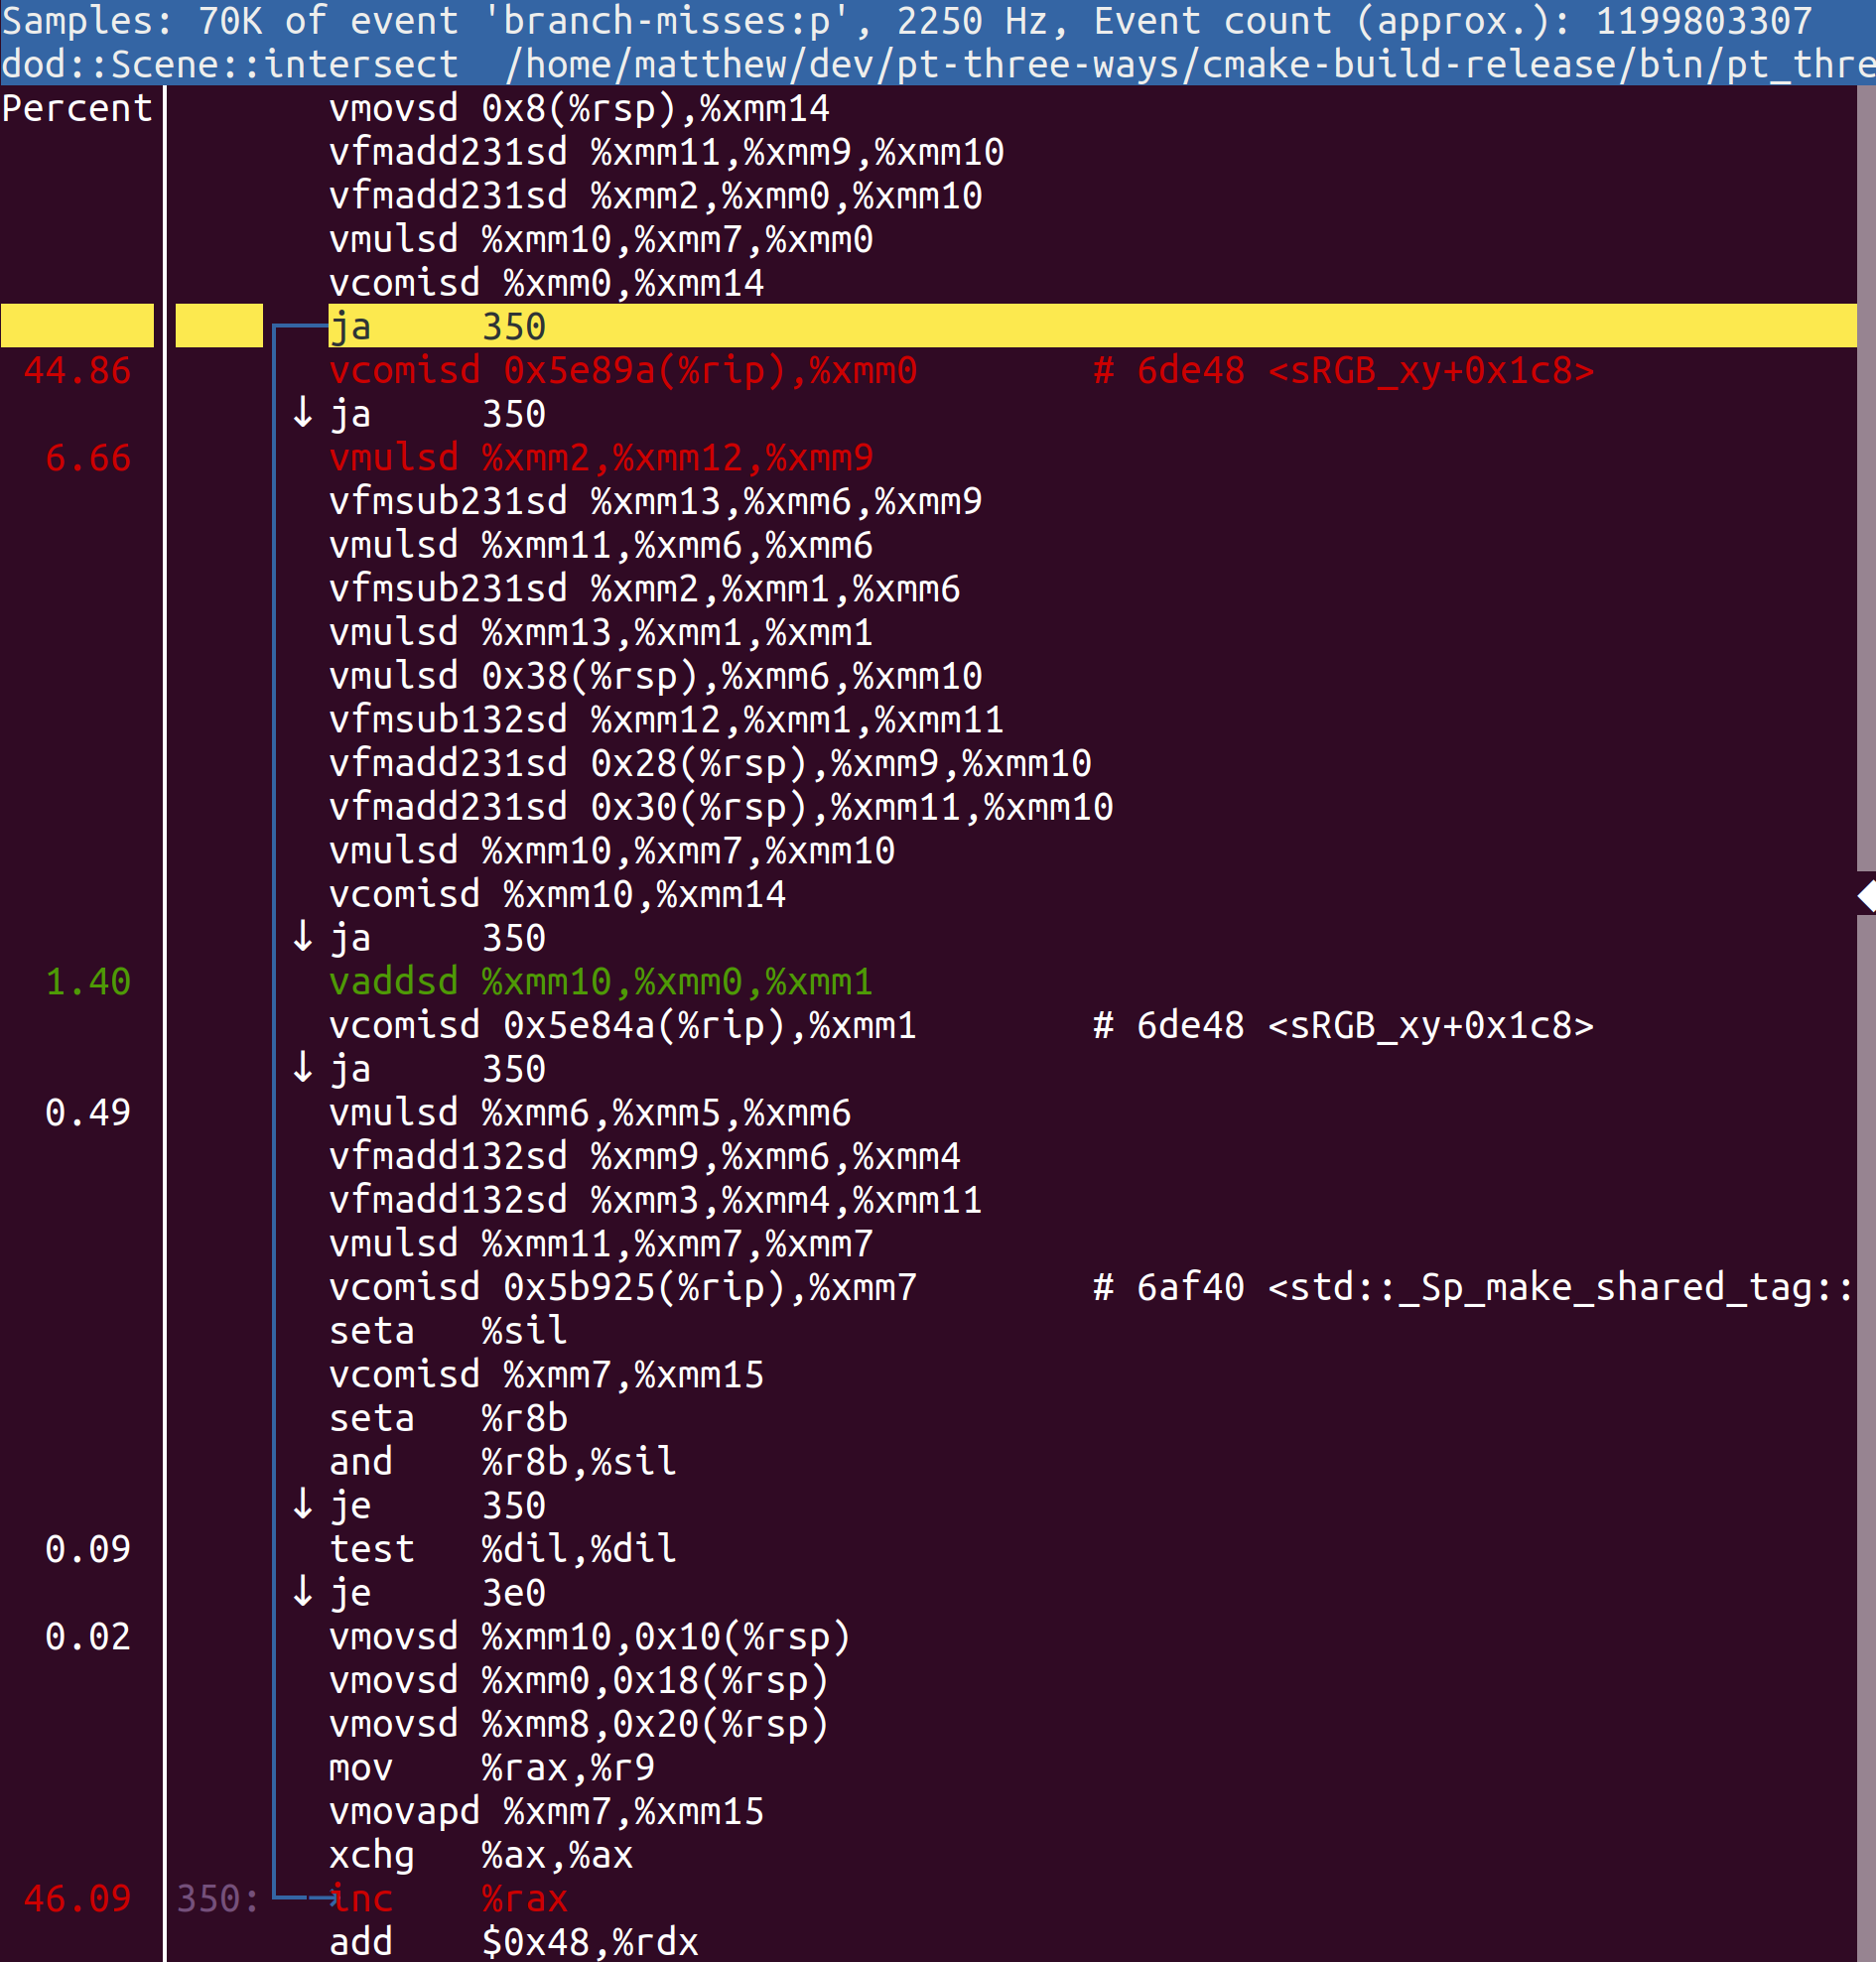 Samples: 70K of event 'branch-misses:p', 2250 Hz, Event count (approx.): 1199803307
dod::Scene::intersect  /home/matthew/dev/pt-three-ways/cmake-build-release/bin/pt_thre
Percent vmovsd 0x8(%rsp),%xmm14
vfmadd231sd %xmm11,%xmm9,%xmm10
vfmadd231sd %xmm2,%xmm0,%xmm10
vmulsd %xmm10,%xmm7,%xmm0
vcomisd %xmm0,%xmm14
ja 350
44.86 vcomisd 0x5e89a(%rip),%xmm0 # 6de48 <sRGB_xy+0x1c8>
↓ ja 350
6.66 vmulsd %xmm2,%xmm12,%xmm9
vfmsub231sd %xmm13,%xmm6,%xmm9
vmulsd %xmm11,%xmm6,%xmm6
vfmsub231sd %xmm2,%xmm1,%xmm6
vmulsd %xmm13,%xmm1,%xmm1
vmulsd 0x38(%rsp),%xmm6,%xmm10
vfmsub132sd %xmm12,%xmm1,%xmm11
vfmadd231sd 0x28(%rsp),%xmm9,%xmm10
vfmadd231sd 0x30(%rsp),%xmm11,%xmm10
vmulsd %xmm10,%xmm7,%xmm10
vcomisd %xmm10,%xmm14
↓ ja 350
1.40 vaddsd %xmm10,%xmm0,%xmm1
vcomisd 0x5e84a(%rip),%xmm1 # 6de48 <sRGB_xy+0x1c8>
↓ ja 350
0.49 vmulsd %xmm6,%xmm5,%xmm6
vfmadd132sd %xmm9,%xmm6,%xmm4
vfmadd132sd %xmm3,%xmm4,%xmm11
vmulsd %xmm11,%xmm7,%xmm7
vcomisd 0x5b925(%rip),%xmm7 # 6af40 <std::_Sp_make_shared_tag::
seta %sil
vcomisd %xmm7,%xmm15
seta %r8b
and %r8b,%sil
↓ je 350
0.09 test %dil,%dil
↓ je 3e0
0.02 vmovsd %xmm10,0x10(%rsp)
vmovsd %xmm0,0x18(%rsp)
vmovsd %xmm8,0x20(%rsp)
mov %rax,%r9
vmovapd %xmm7,%xmm15
xchg %ax,%ax
46.09 350: inc %rax
add $0x48,%rdx